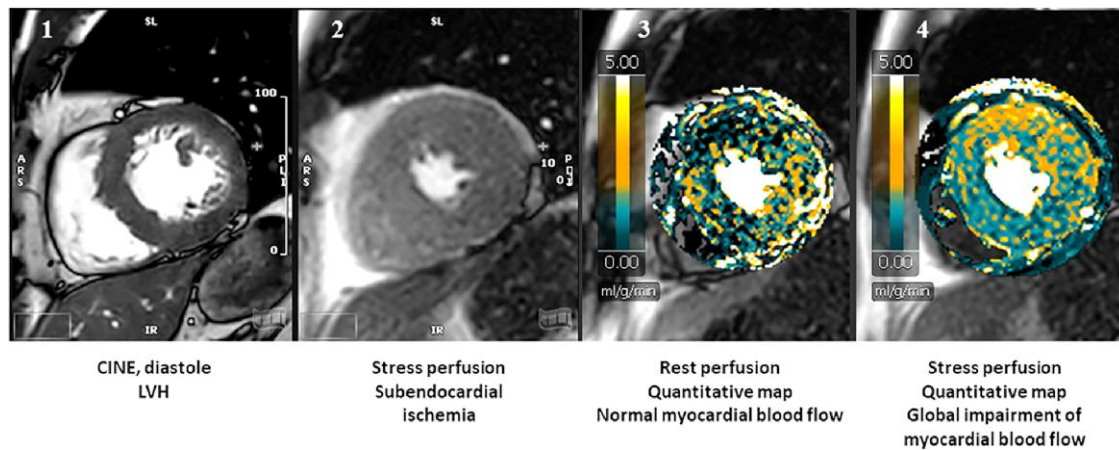 1
SL
100
ARS
PLI
0
IR
2
SL
ARS
10
0
IR
3
5.00
0.00
ml/g/min
4
5.00
0.00
ml/g/min
CINE, diastole
LVH
Stress perfusion
Subendocardial
ischemia
Rest perfusion
Quantitative map
Normal myocardial blood flow
Stress perfusion
Quantitative map
Global impairment of
myocardial blood flow